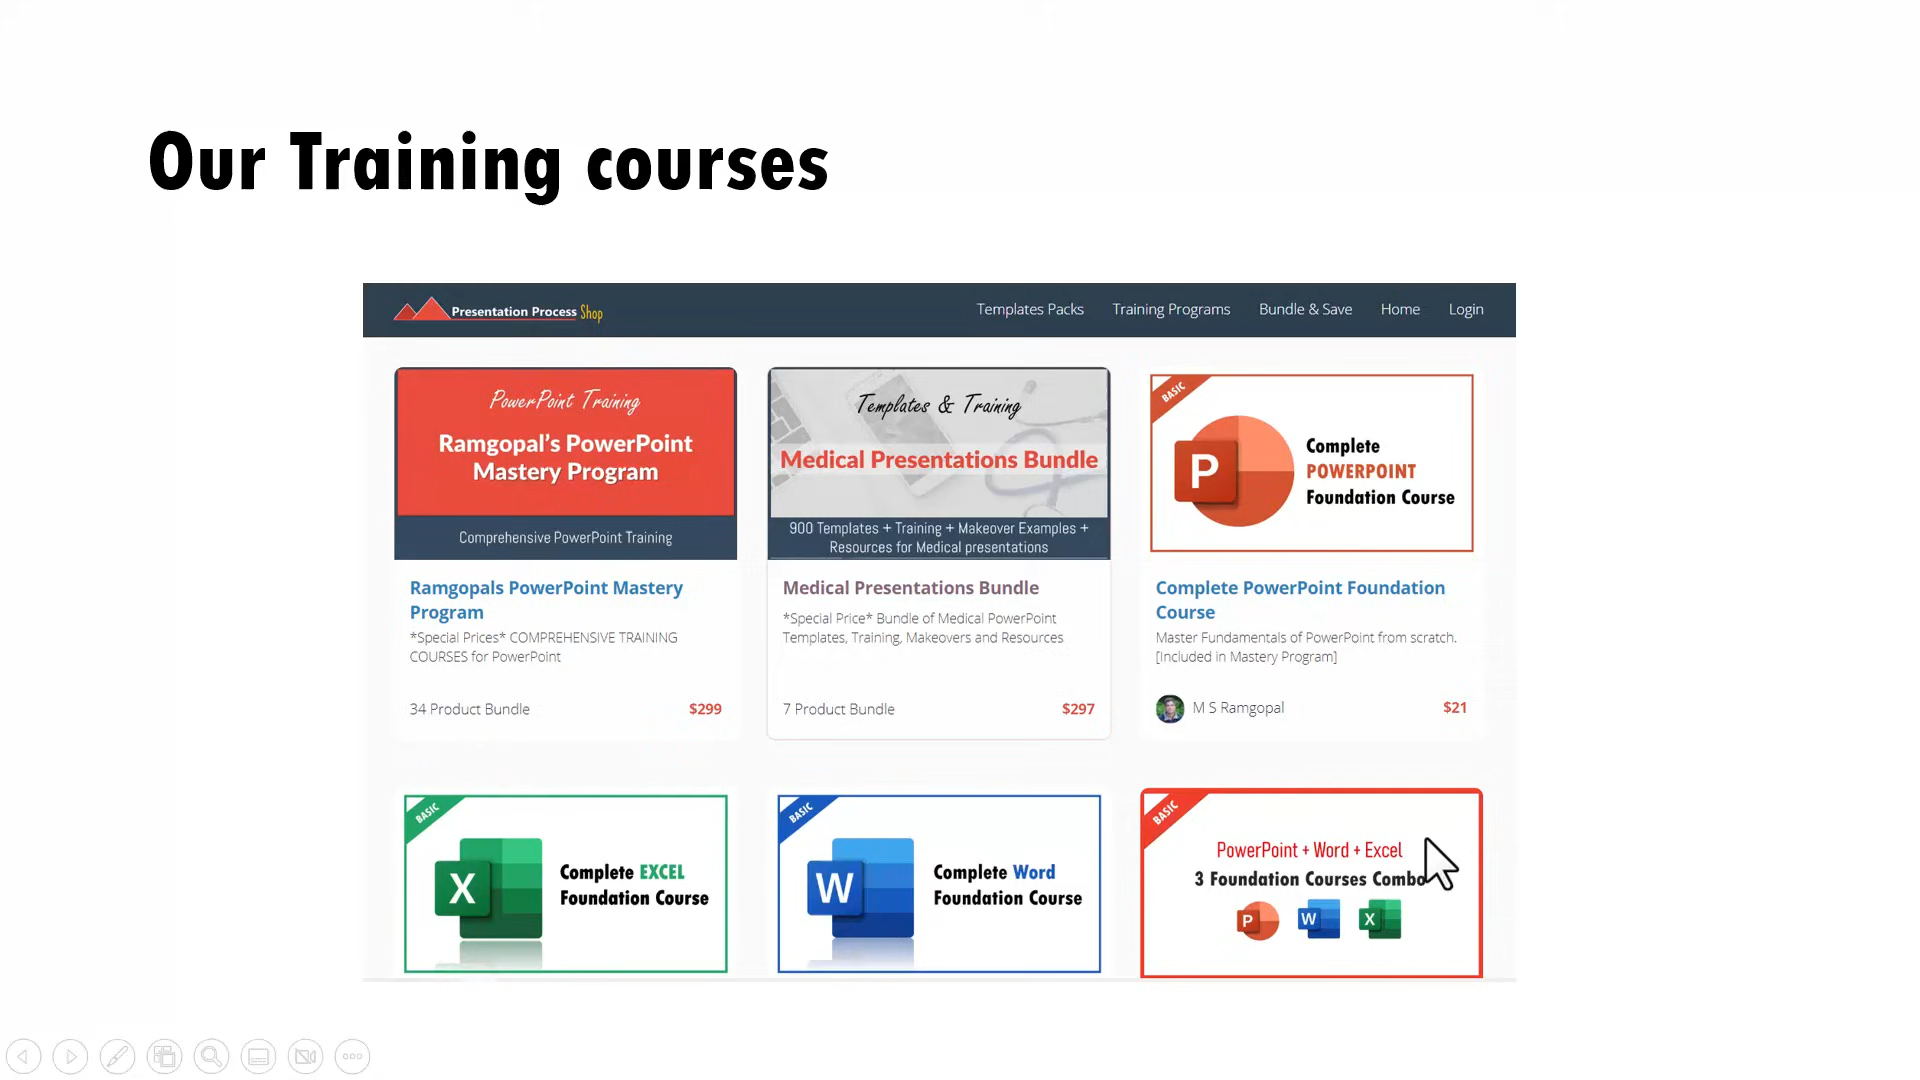 Our Training courses
Presentation Process Shop
Templates Packs Training Programs Bundle & Save Home Login
PowerPoint Training
Ramgopal's PowerPoint
Mastery Program
Comprehensive PowerPoint Training
Ramgopals PowerPoint Mastery
Program
*Special Prices* COMPREHENSIVE TRAINING
COURSES for PowerPoint
34 Product Bundle $299
Templates & Training
Medical Presentations Bundle
900 Templates + Training + Makeover Examples +
Resources for Medical presentations
Medical Presentations Bundle
*Special Price* Bundle of Medical PowerPoint
Templates, Training, Makeovers and Resources
7 Product Bundle $297
BASIC
P
Complete
POWERPOINT
Foundation Course
Complete PowerPoint Foundation
Course
Master Fundamentals of PowerPoint from scratch.
[Included in Mastery Program]
M S Ramgopal $21
BASIC
X
Complete EXCEL
Foundation Course
BASIC
W
Complete Word
Foundation Course
BASIC
PowerPoint + Word + Excel
3 Foundation Courses Combo
P W X